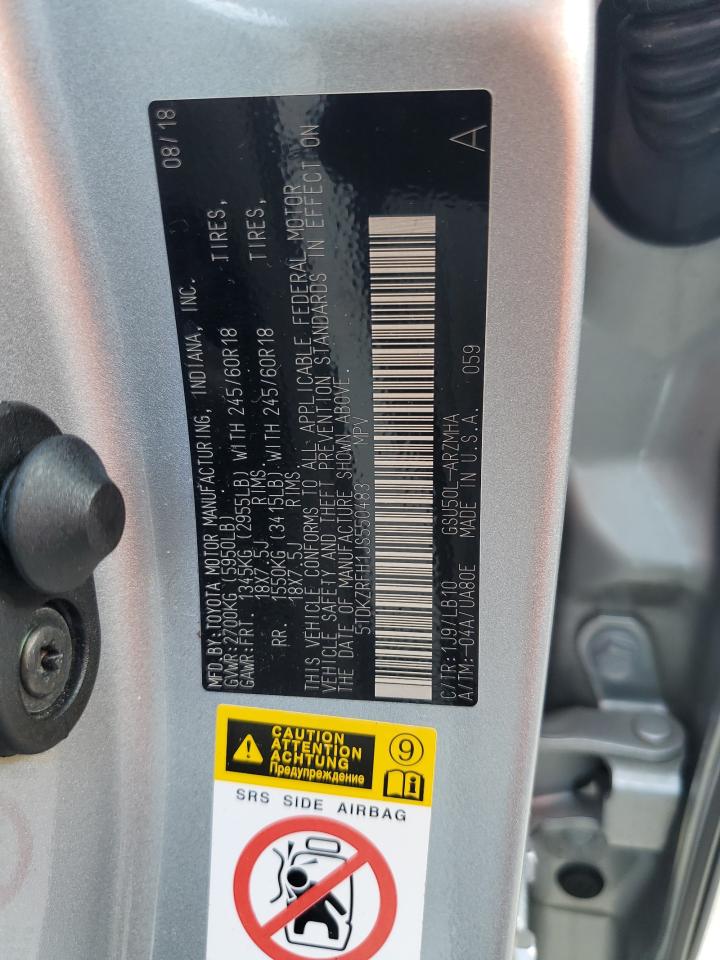 MFD.BY:TOYOTA MOTOR MANUFACTURING, INDIANA, INC. 08/18
GVWR:2700KG (5950LB)
GAWR:FRT. 1345KG (2955LB) WITH 245/60R18 TIRES,
18X7.5J RIMS
RR. 1550KG (3415LB) WITH 245/60R18 TIRES,
18X7.5J RIMS
THIS VEHICLE CONFORMS TO ALL APPLICABLE FEDERAL MOTOR
VEHICLE SAFETY AND THEFT PREVENTION STANDARDS IN EFFECT ON
THE DATE OF MANUFACTURE SHOWN ABOVE.
5TDKZRFH1JS550483 MPV
C/TR:1J9/LB10 GSU50L-ARZMHA
A/TM:-04A/UA80E MADE IN U.S.A. 059 A
CAUTION
ATTENTION
ACHTUNG
Предупреждение
9
i
SRS SIDE AIRBAG